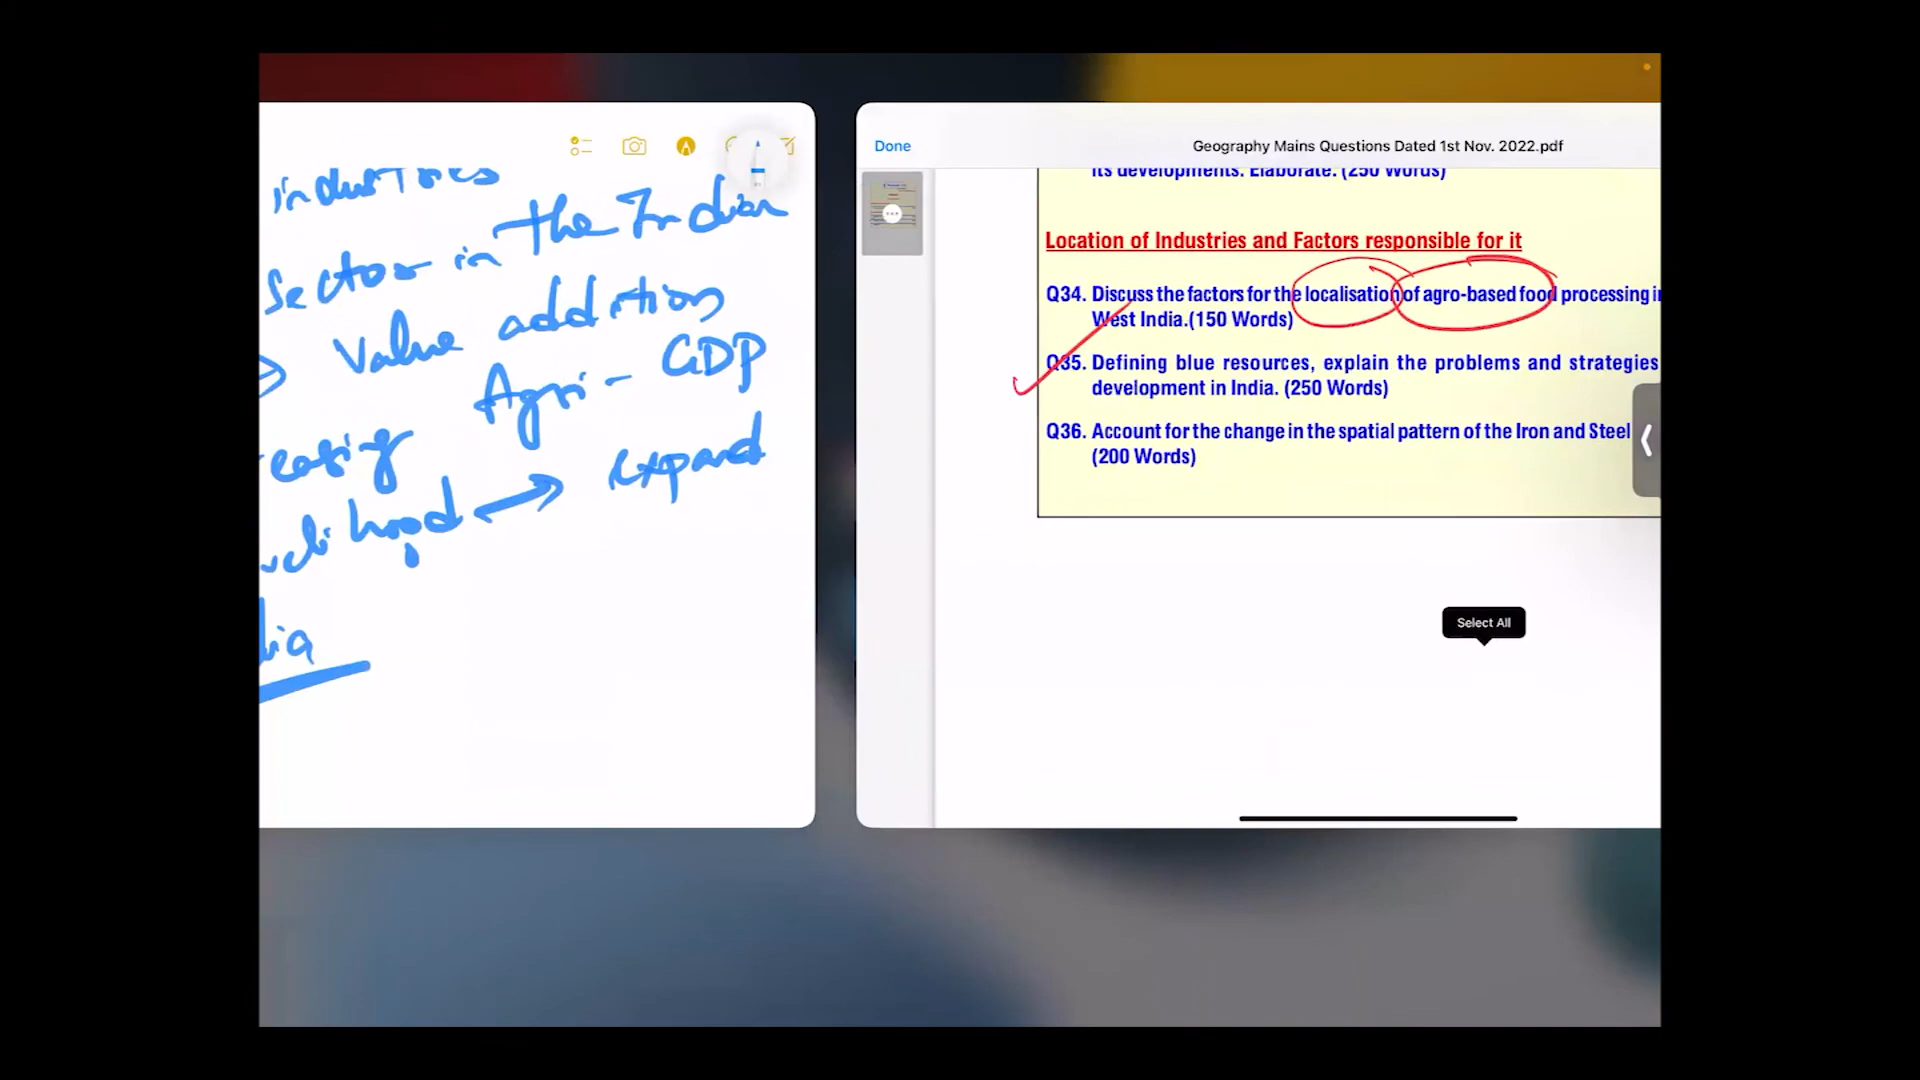 industries
Sector in the Indian
Value addition
Agri - GDP
expand
Done
Geography Mains Questions Dated 1st Nov. 2022.pdf
its developments. Elaborate. (250 Words)
Location of Industries and Factors responsible for it
Q34. Discuss the factors for the localisation of agro-based food processing in
West India.(150 Words)
Q35. Defining blue resources, explain the problems and strategies
development in India. (250 Words)
Q36. Account for the change in the spatial pattern of the Iron and Steel
(200 Words)
Select All